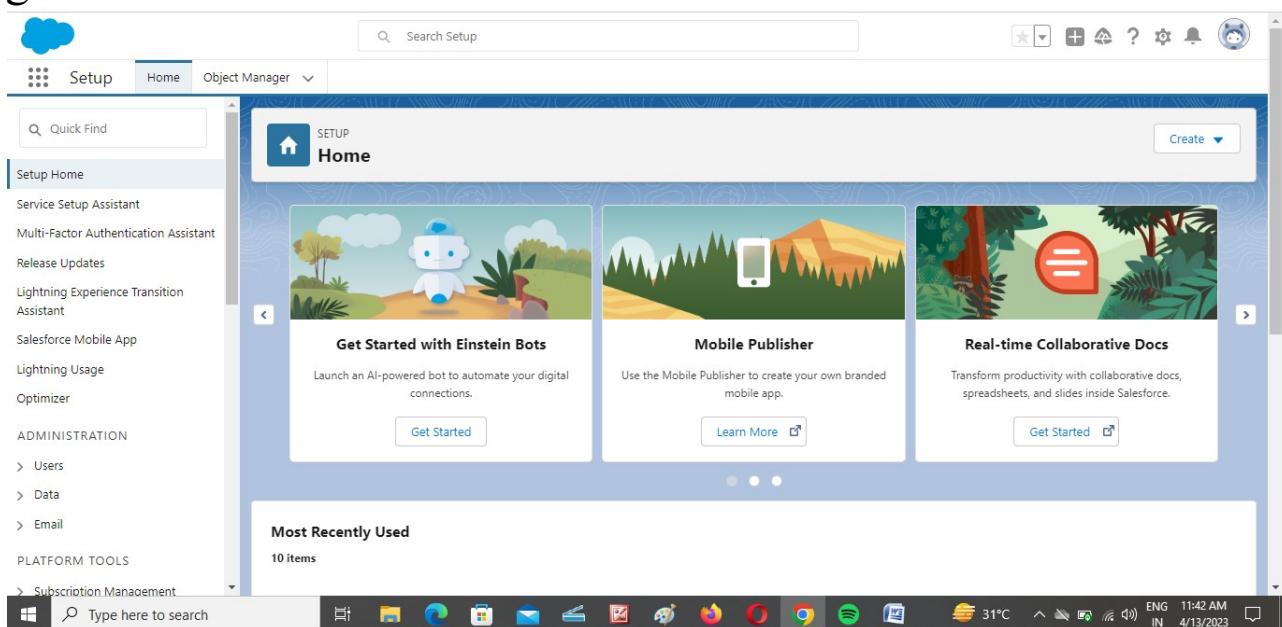 g
Search Setup
Setup
Home
Object Manager
Quick Find
Setup Home
Service Setup Assistant
Multi-Factor Authentication Assistant
Release Updates
Lightning Experience Transition
Assistant
Salesforce Mobile App
Lightning Usage
Optimizer
ADMINISTRATION
Users
Data
Email
PLATFORM TOOLS
Subscription Management
SETUP
Home
Create
Get Started with Einstein Bots
Launch an AI-powered bot to automate your digital
connections.
Get Started
Mobile Publisher
Use the Mobile Publisher to create your own branded
mobile app.
Learn More
Real-time Collaborative Docs
Transform productivity with collaborative docs,
spreadsheets, and slides inside Salesforce.
Get Started
Most Recently Used
10 items
Type here to search
31°C
ENG
IN
11:42 AM
4/13/2023